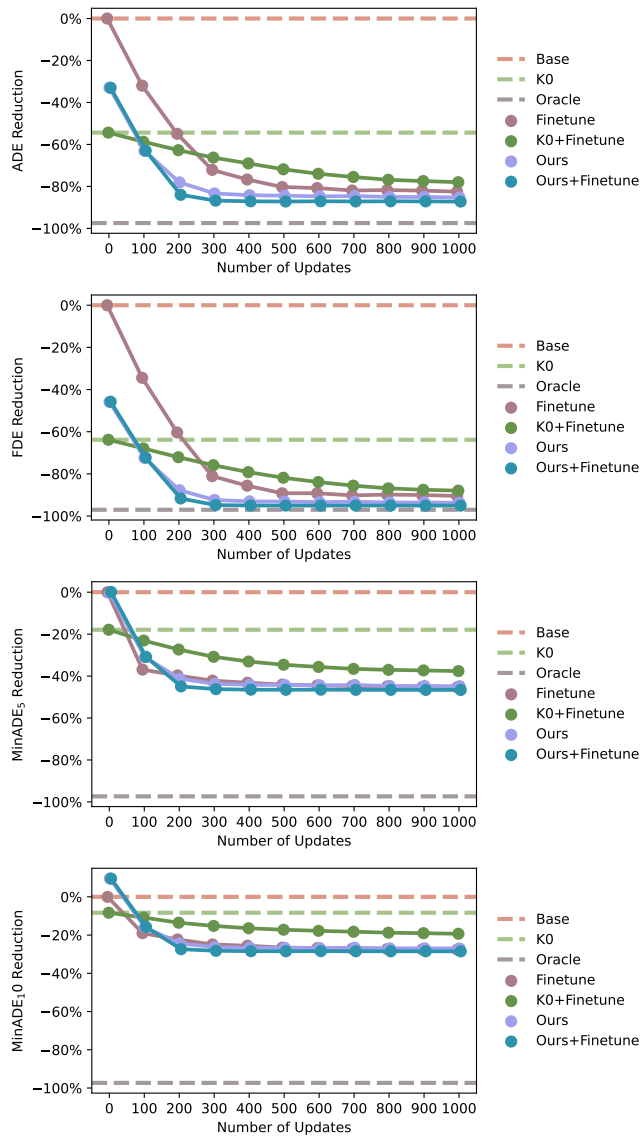 0%
−20%
−40%
−60%
−80%
−100%
ADE Reduction
0 100 200 300 400 500 600 700 800 900 1000
Number of Updates
Base
K0
Oracle
Finetune
K0+Finetune
Ours
Ours+Finetune
0%
−20%
−40%
−60%
−80%
−100%
FDE Reduction
0 100 200 300 400 500 600 700 800 900 1000
Number of Updates
Base
K0
Oracle
Finetune
K0+Finetune
Ours
Ours+Finetune
0%
−20%
−40%
−60%
−80%
−100%
MinADE₅ Reduction
0 100 200 300 400 500 600 700 800 900 1000
Number of Updates
Base
K0
Oracle
Finetune
K0+Finetune
Ours
Ours+Finetune
0%
−20%
−40%
−60%
−80%
−100%
MinADE₁0 Reduction
0 100 200 300 400 500 600 700 800 900 1000
Number of Updates
Base
K0
Oracle
Finetune
K0+Finetune
Ours
Ours+Finetune